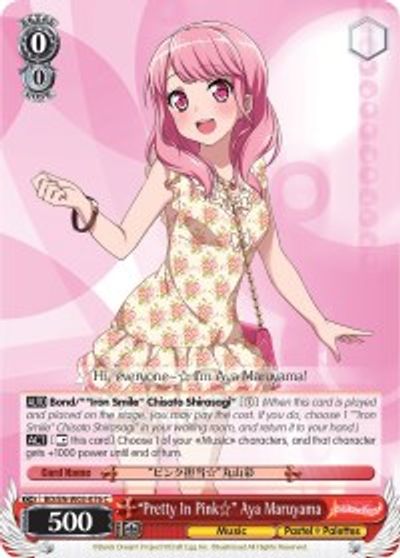 0
0
Hi, everyone~☆ I'm Aya Maruyama!
AUTO Bond/""Iron Smile" Chisato Shirasagi" [①] (When this card is played
and placed on the stage, you may pay the cost. If you do, choose 1 ""Iron
Smile" Chisato Shirasagi" in your waiting room, and return it to your hand.)
ACT [ this card.] Choose 1 of your «Music» characters, and that character
gets +1000 power until end of turn.
Card Name
"ピンク担当☆"丸山彩
500
"Pretty In Pink☆" Aya Maruyama
Music
Pastel*Palettes